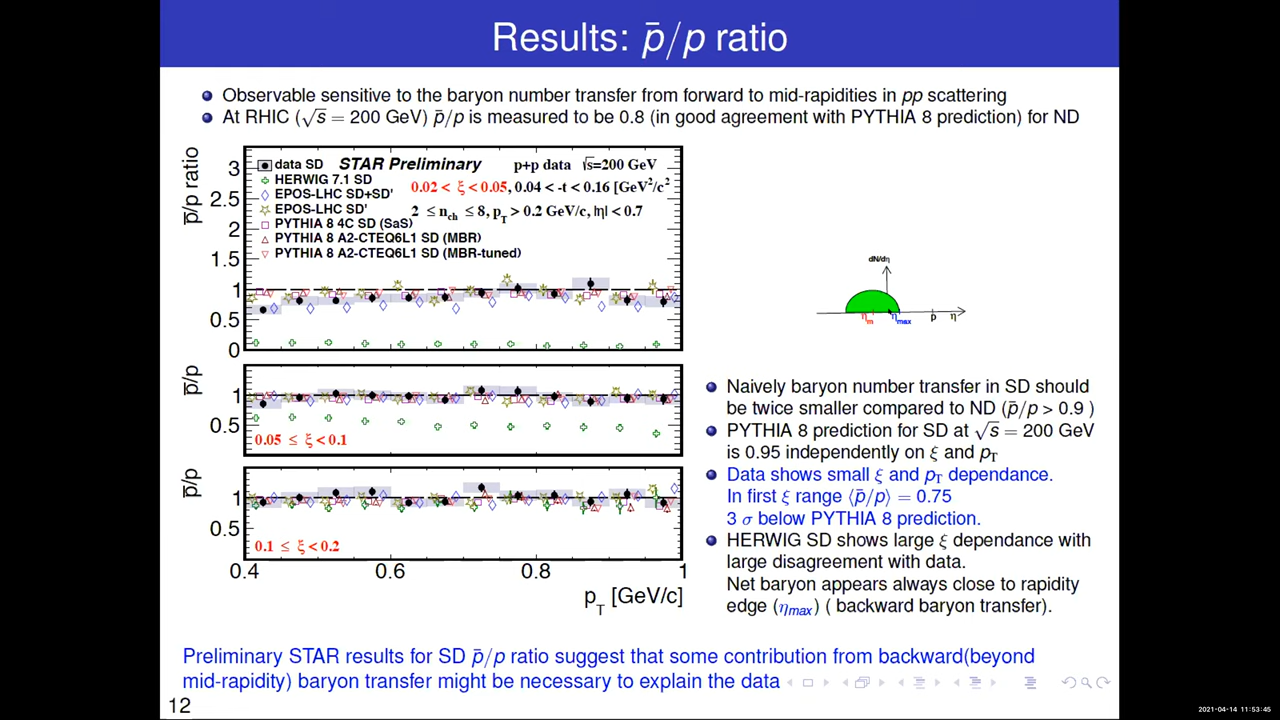 Results: p̄/p ratio
Observable sensitive to the baryon number transfer from forward to mid-rapidities in pp scattering
At RHIC (√s = 200 GeV) p̄/p is measured to be 0.8 (in good agreement with PYTHIA 8 prediction) for ND
p̄/p ratio
3
2.5
2
1.5
1
0.5
0
data SD STAR Preliminary p+p data √s=200 GeV
HERWIG 7.1 SD
0.02 < ξ < 0.05, 0.04 < -t < 0.16 [GeV²/c²
EPOS-LHC SD+SD'
EPOS-LHC SD'
2 ≤ n_ch ≤ 8, p_T > 0.2 GeV/c, |η| < 0.7
PYTHIA 8 4C SD (SaS)
PYTHIA 8 A2-CTEQ6L1 SD (MBR)
PYTHIA 8 A2-CTEQ6L1 SD (MBR-tuned)
p̄/p
1
0.5
0.05 ≤ ξ < 0.1
p̄/p
1
0.5
0.1 ≤ ξ < 0.2
0.4 0.6 0.8 1
p_T [GeV/c]
dN/dη
η_m η_max p η
Naively baryon number transfer in SD should
be twice smaller compared to ND (p̄/p > 0.9 )
PYTHIA 8 prediction for SD at √s = 200 GeV
is 0.95 independently on ξ and p_T
Data shows small ξ and p_T dependance.
In first ξ range ⟨p̄/p⟩ = 0.75
3 σ below PYTHIA 8 prediction.
HERWIG SD shows large ξ dependance with
large disagreement with data.
Net baryon appears always close to rapidity
edge (η_max) ( backward baryon transfer).
Preliminary STAR results for SD p̄/p ratio suggest that some contribution from backward(beyond
mid-rapidity) baryon transfer might be necessary to explain the data
12
2021-04-14 11:53:45